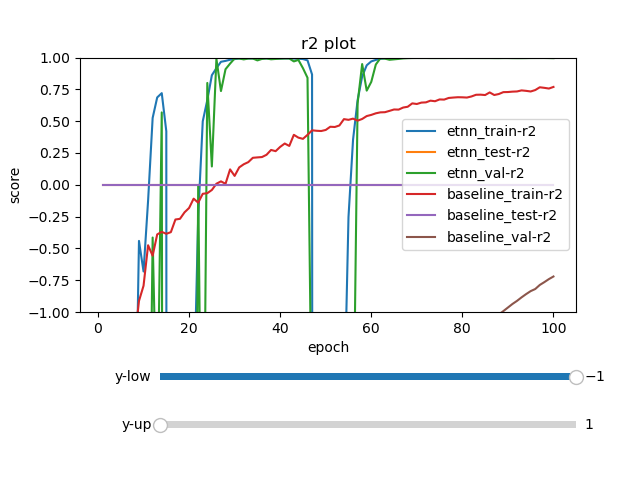 r2 plot
1.00
0.75
0.50
0.25
0.00
−0.25
−0.50
−0.75
−1.00
score
etnn_train-r2
etnn_test-r2
etnn_val-r2
baseline_train-r2
baseline_test-r2
baseline_val-r2
0 20 40 60 80 100
epoch
y-low −1
y-up 1